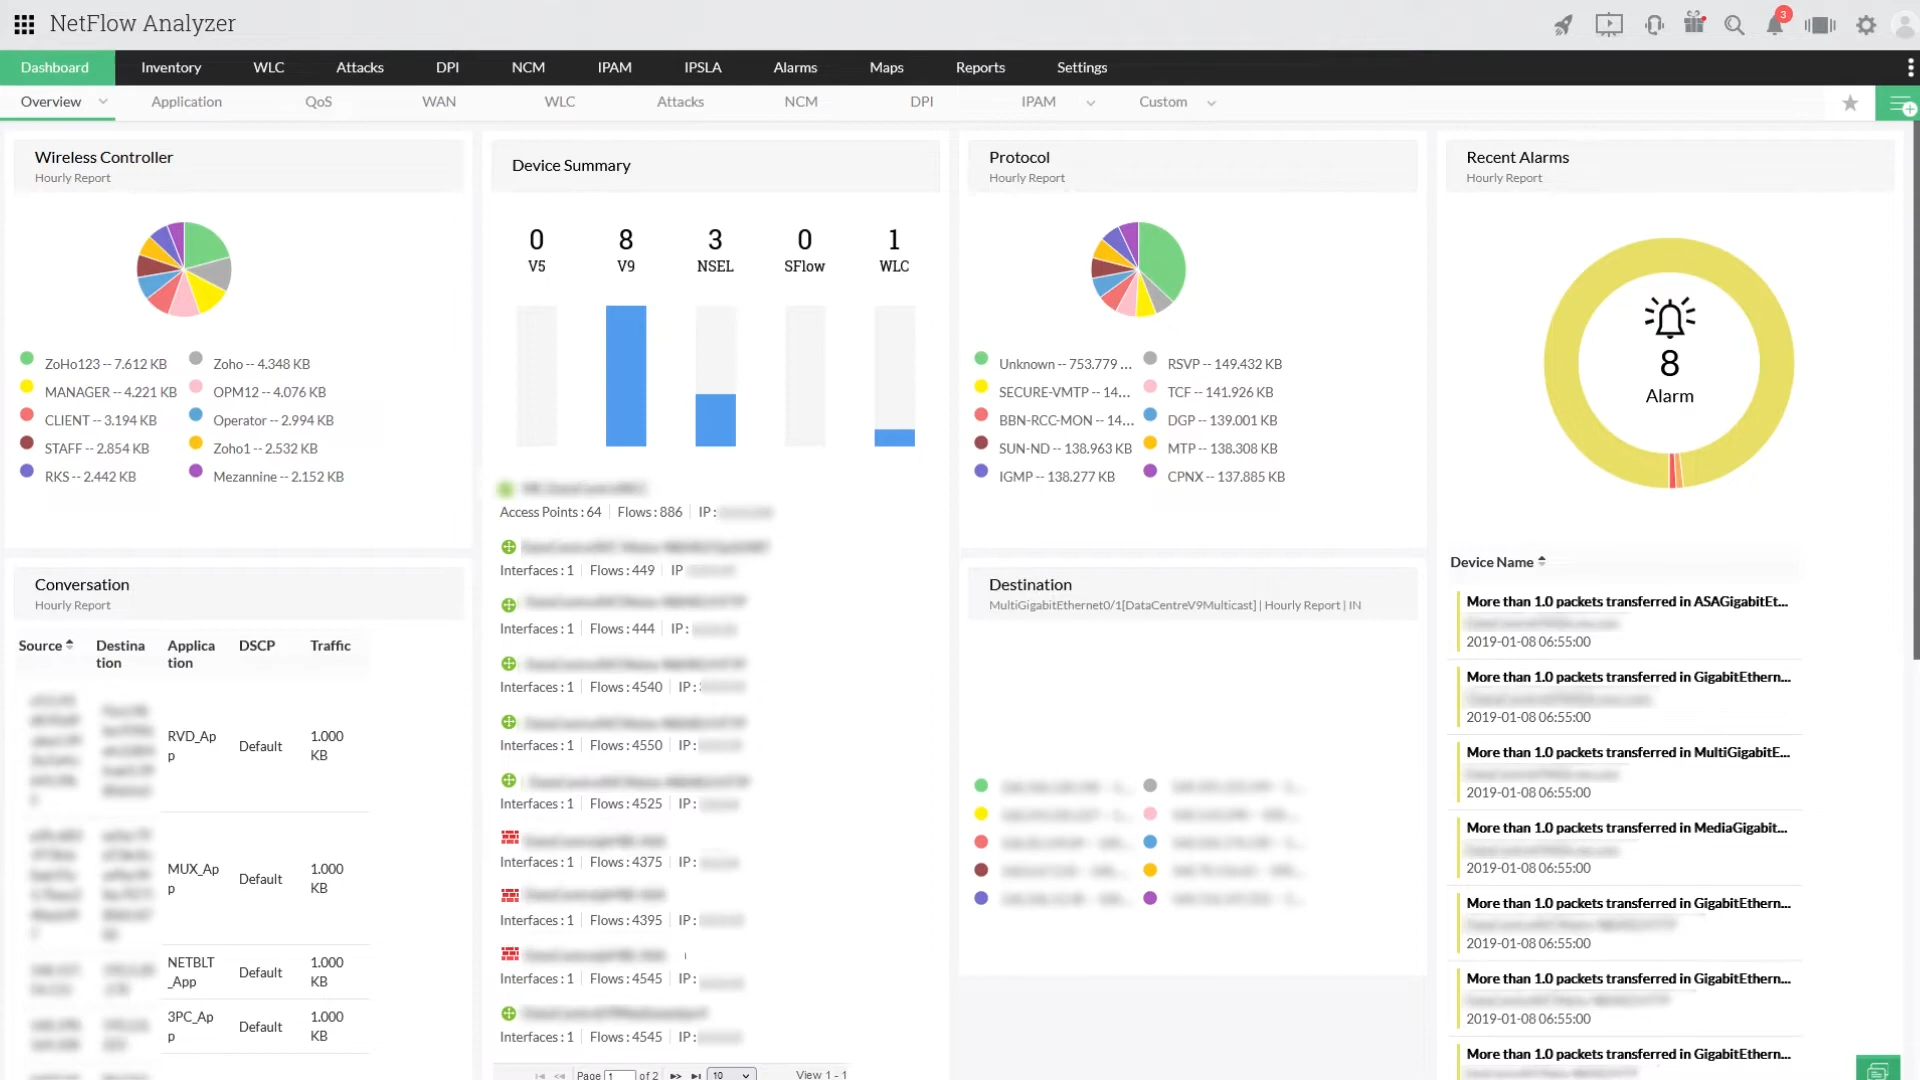 NetFlow Analyzer
3
Dashboard Inventory WLC Attacks DPI NCM IPAM IPSLA Alarms Maps Reports Settings
Overview Application QoS WAN WLC Attacks NCM DPI IPAM Custom
Wireless Controller
Hourly Report
ZoHo123 -- 7.612 KB
Zoho -- 4.348 KB
MANAGER -- 4.221 KB
OPM12 -- 4.076 KB
CLIENT -- 3.194 KB
Operator -- 2.994 KB
STAFF -- 2.854 KB
Zoho1 -- 2.532 KB
RKS -- 2.442 KB
Mezannine -- 2.152 KB
Conversation
Hourly Report
Source Destina Applica DSCP Traffic
tion tion
RVD_Ap Default 1.000
p KB
MUX_Ap Default 1.000
p KB
NETBLT Default 1.000
_App KB
3PC_Ap Default 1.000
p KB
Device Summary
0 8 3 0 1
V5 V9 NSEL SFlow WLC
Access Points : 64 Flows : 886 IP :
Interfaces : 1 Flows : 449 IP
Interfaces : 1 Flows : 444 IP :
Interfaces : 1 Flows : 4540 IP :
Interfaces : 1 Flows : 4550 IP :
Interfaces : 1 Flows : 4525 IP :
Interfaces : 1 Flows : 4375 IP :
Interfaces : 1 Flows : 4395 IP :
Interfaces : 1 Flows : 4545 IP :
Interfaces : 1 Flows : 4545 IP :
Page 1 of 2 10 View 1 - 1
Protocol
Hourly Report
Unknown -- 753.779 ...
RSVP -- 149.432 KB
SECURE-VMTP -- 14...
TCF -- 141.926 KB
BBN-RCC-MON -- 14...
DGP -- 139.001 KB
SUN-ND -- 138.963 KB
MTP -- 138.308 KB
IGMP -- 138.277 KB
CPNX -- 137.885 KB
Destination
MultiGigabitEthernet0/1[DataCentreV9Multicast] | Hourly Report | IN
Recent Alarms
Hourly Report
8
Alarm
Device Name
More than 1.0 packets transferred in ASAGigabitEt...
2019-01-08 06:55:00
More than 1.0 packets transferred in GigabitEthern...
2019-01-08 06:55:00
More than 1.0 packets transferred in MultiGigabitE...
2019-01-08 06:55:00
More than 1.0 packets transferred in MediaGigabit...
2019-01-08 06:55:00
More than 1.0 packets transferred in GigabitEthern...
2019-01-08 06:55:00
More than 1.0 packets transferred in GigabitEthern...
2019-01-08 06:55:00
More than 1.0 packets transferred in GigabitEthern...